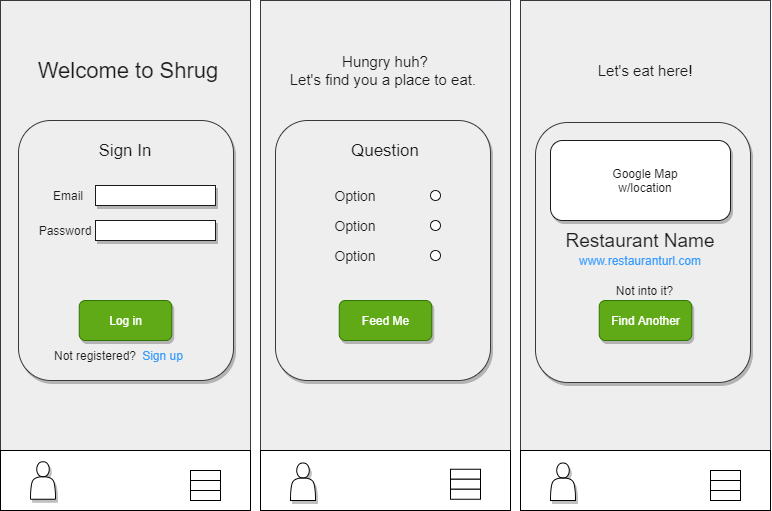 Welcome to Shrug
Sign In
Email
Password
Log in
Not registered? Sign up
Hungry huh?
Let's find you a place to eat.
Question
Option
Option
Option
Feed Me
Let's eat here!
Google Map
w/location
Restaurant Name
www.restauranturl.com
Not into it?
Find Another